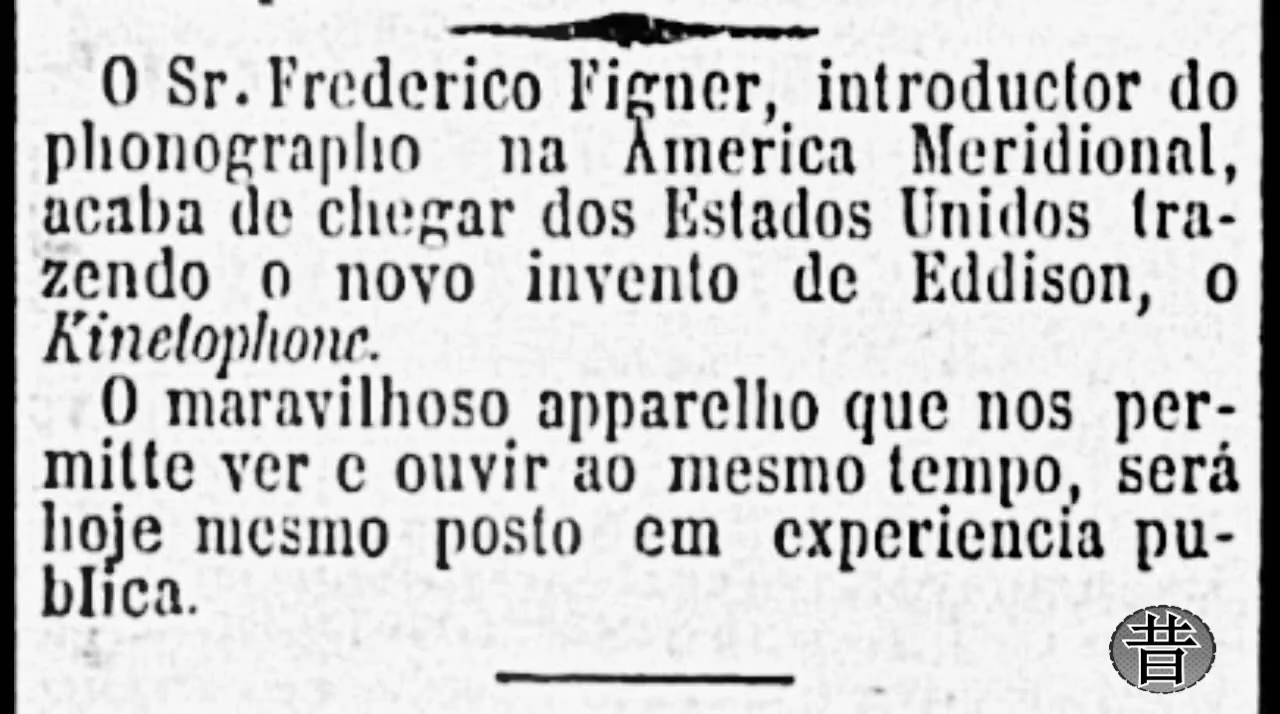 O Sr. Frederico Figner, introductor do
phonographo na America Meridional,
acaba de chegar dos Estados Unidos tra-
zendo o novo invento de Eddison, o
Kinetophone.
O maravilhoso apparelho que nos per-
mitte ver e ouvir ao mesmo tempo, será
hoje mesmo posto em experiencia pu-
blica.
昔